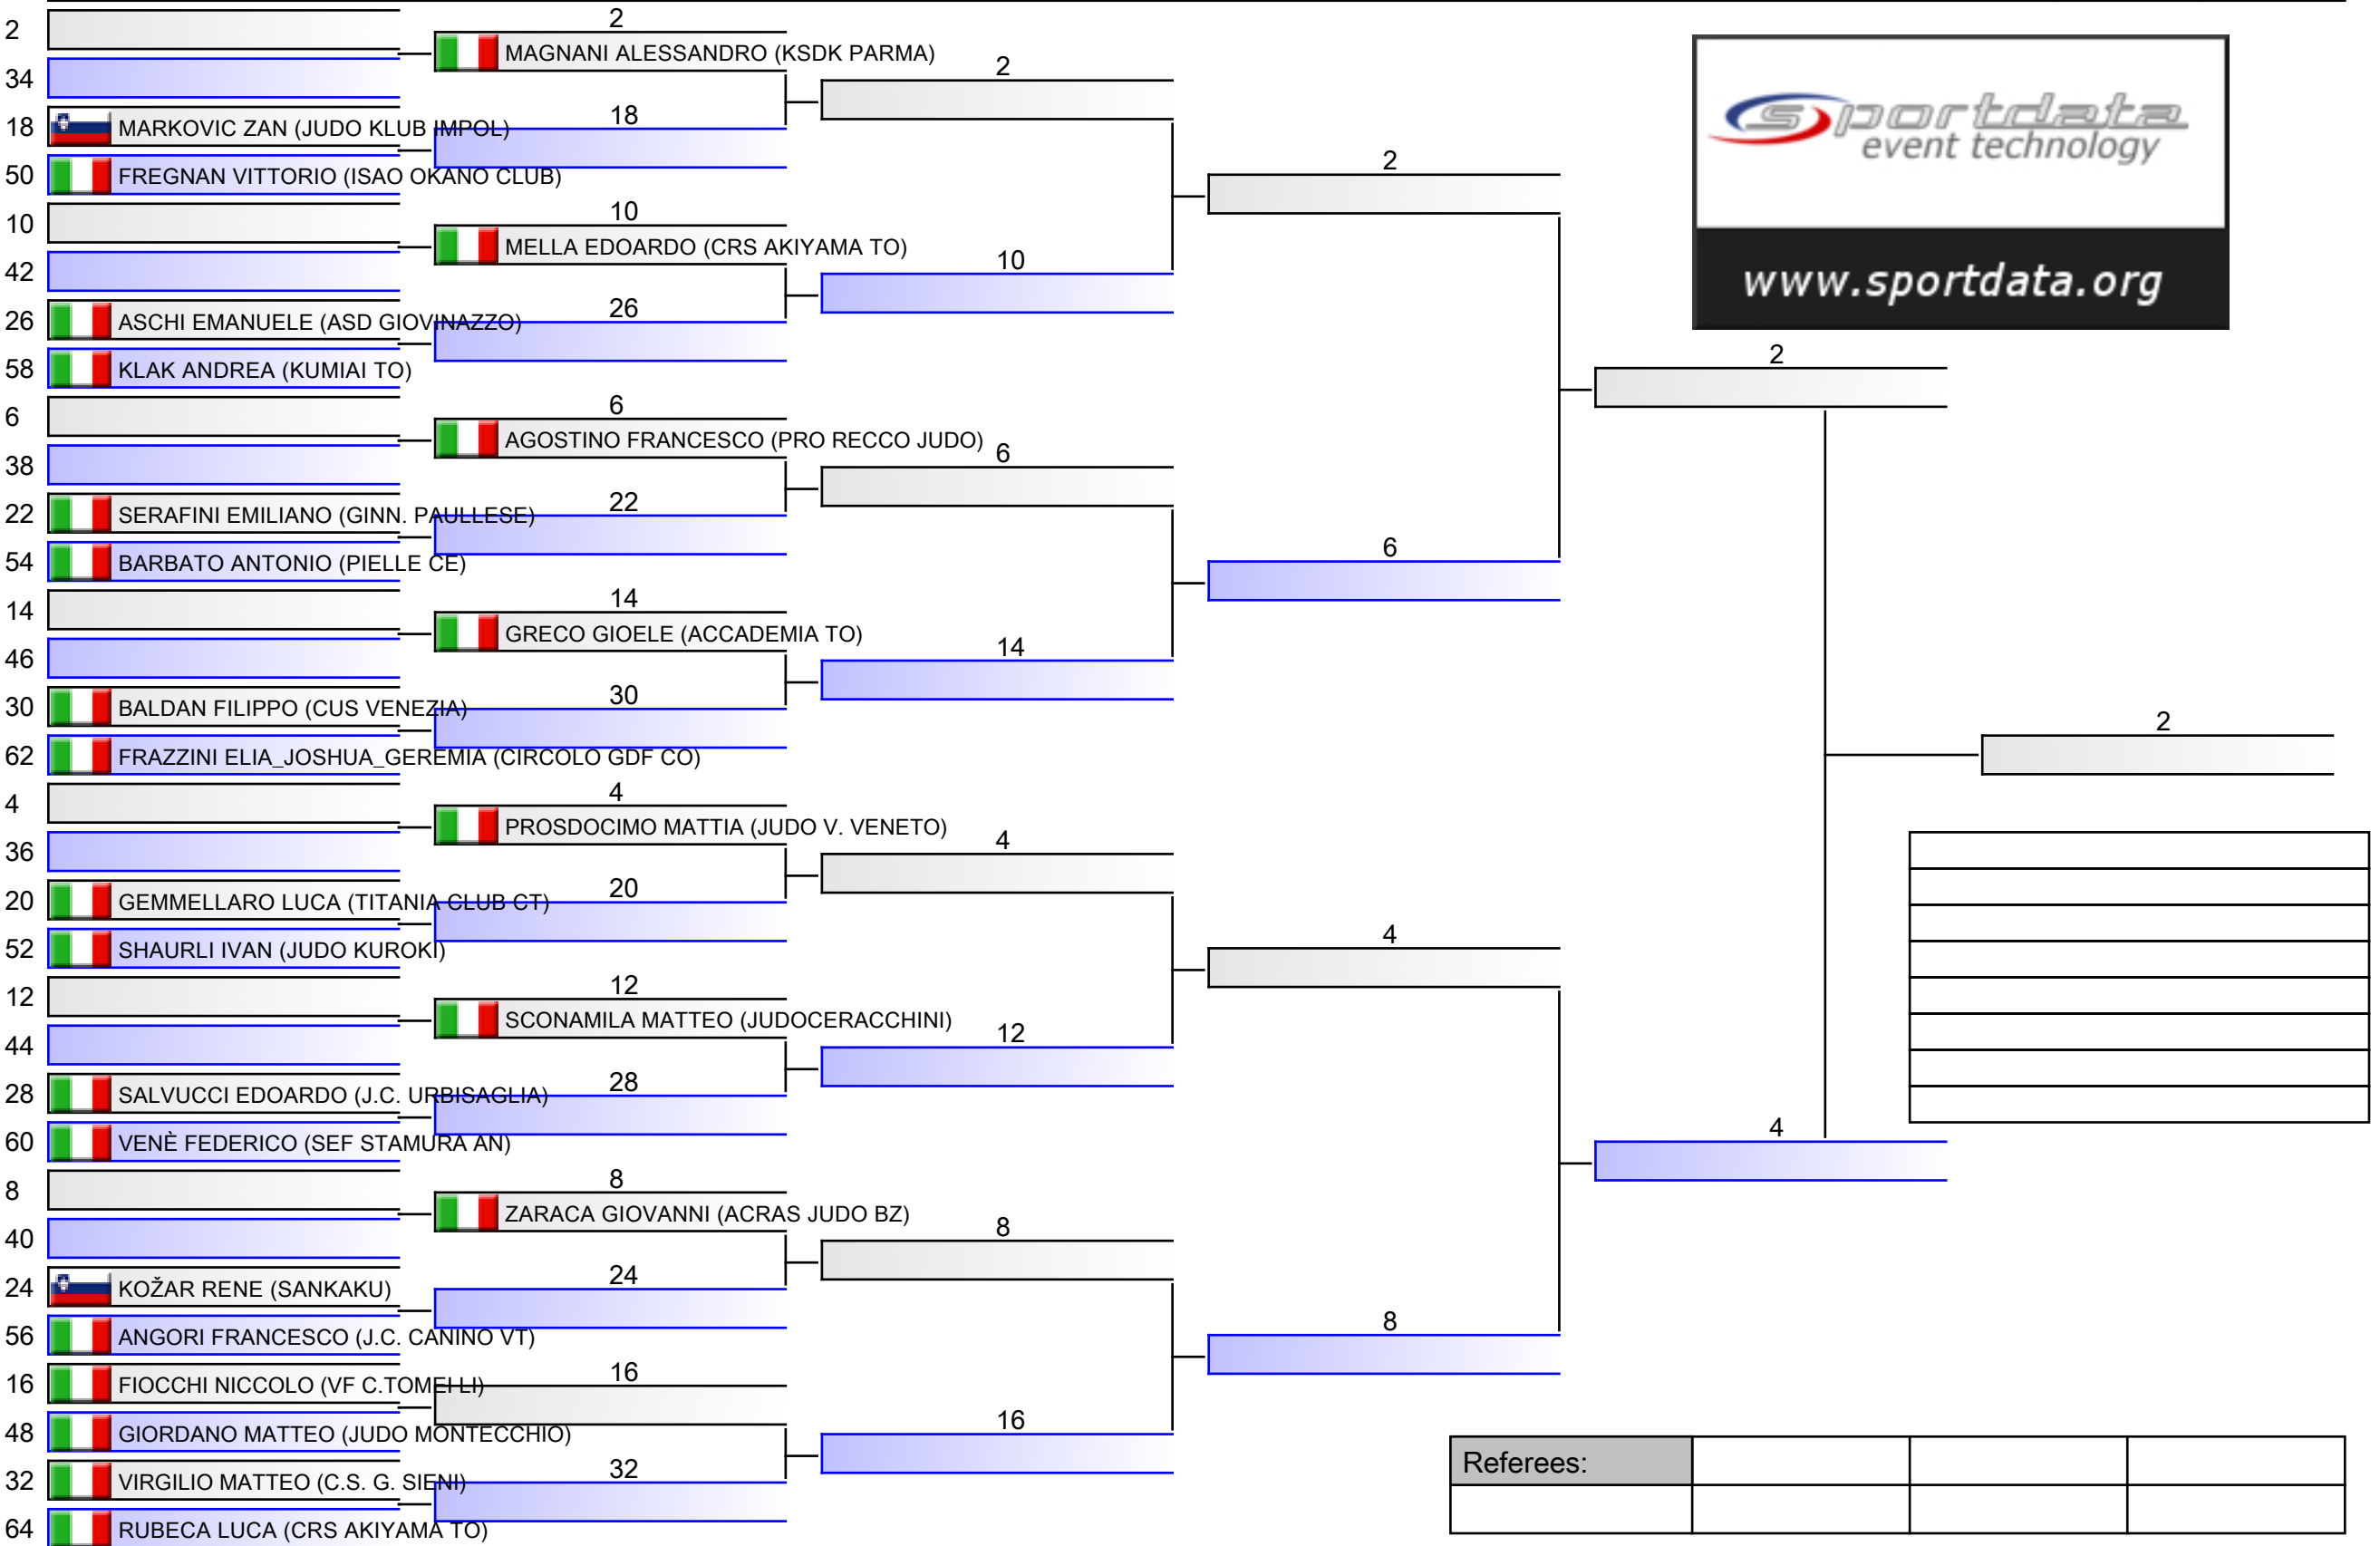 2
2
MAGNANI ALESSANDRO (KSDK PARMA)
34
2
18
MARKOVIC ZAN (JUDO KLUB IMPOL)
18
50
FREGNAN VITTORIO (ISAO OKANO CLUB)
2
10
10
MELLA EDOARDO (CRS AKIYAMA TO)
42
10
26
ASCHI EMANUELE (ASD GIOVINAZZO)
26
58
KLAK ANDREA (KUMIAI TO)
2
6
6
AGOSTINO FRANCESCO (PRO RECCO JUDO)
38
6
22
SERAFINI EMILIANO (GINN. PAULLESE)
22
54
BARBATO ANTONIO (PIELLE CE)
6
14
14
GRECO GIOELE (ACCADEMIA TO)
46
14
30
BALDAN FILIPPO (CUS VENEZIA)
30
62
FRAZZINI ELIA_JOSHUA_GEREMIA (CIRCOLO GDF CO)
2
4
4
PROSDOCIMO MATTIA (JUDO V. VENETO)
36
4
20
GEMMELLARO LUCA (TITANIA CLUB CT)
20
52
SHAURLI IVAN (JUDO KUROKI)
4
12
12
SCONAMILA MATTEO (JUDOCERACCHINI)
44
12
28
SALVUCCI EDOARDO (J.C. URBISAGLIA)
28
60
VENÈ FEDERICO (SEF STAMURA AN)
4
8
8
ZARACA GIOVANNI (ACRAS JUDO BZ)
40
8
24
KOŽAR RENE (SANKAKU)
24
56
ANGORI FRANCESCO (J.C. CANINO VT)
8
16
FIOCCHI NICCOLO (VF C.TOMEI LI)
16
48
GIORDANO MATTEO (JUDO MONTECCHIO)
16
32
VIRGILIO MATTEO (C.S. G. SIENI)
32
64
RUBECA LUCA (CRS AKIYAMA TO)
sportdata
event technology
www.sportdata.org
Referees: